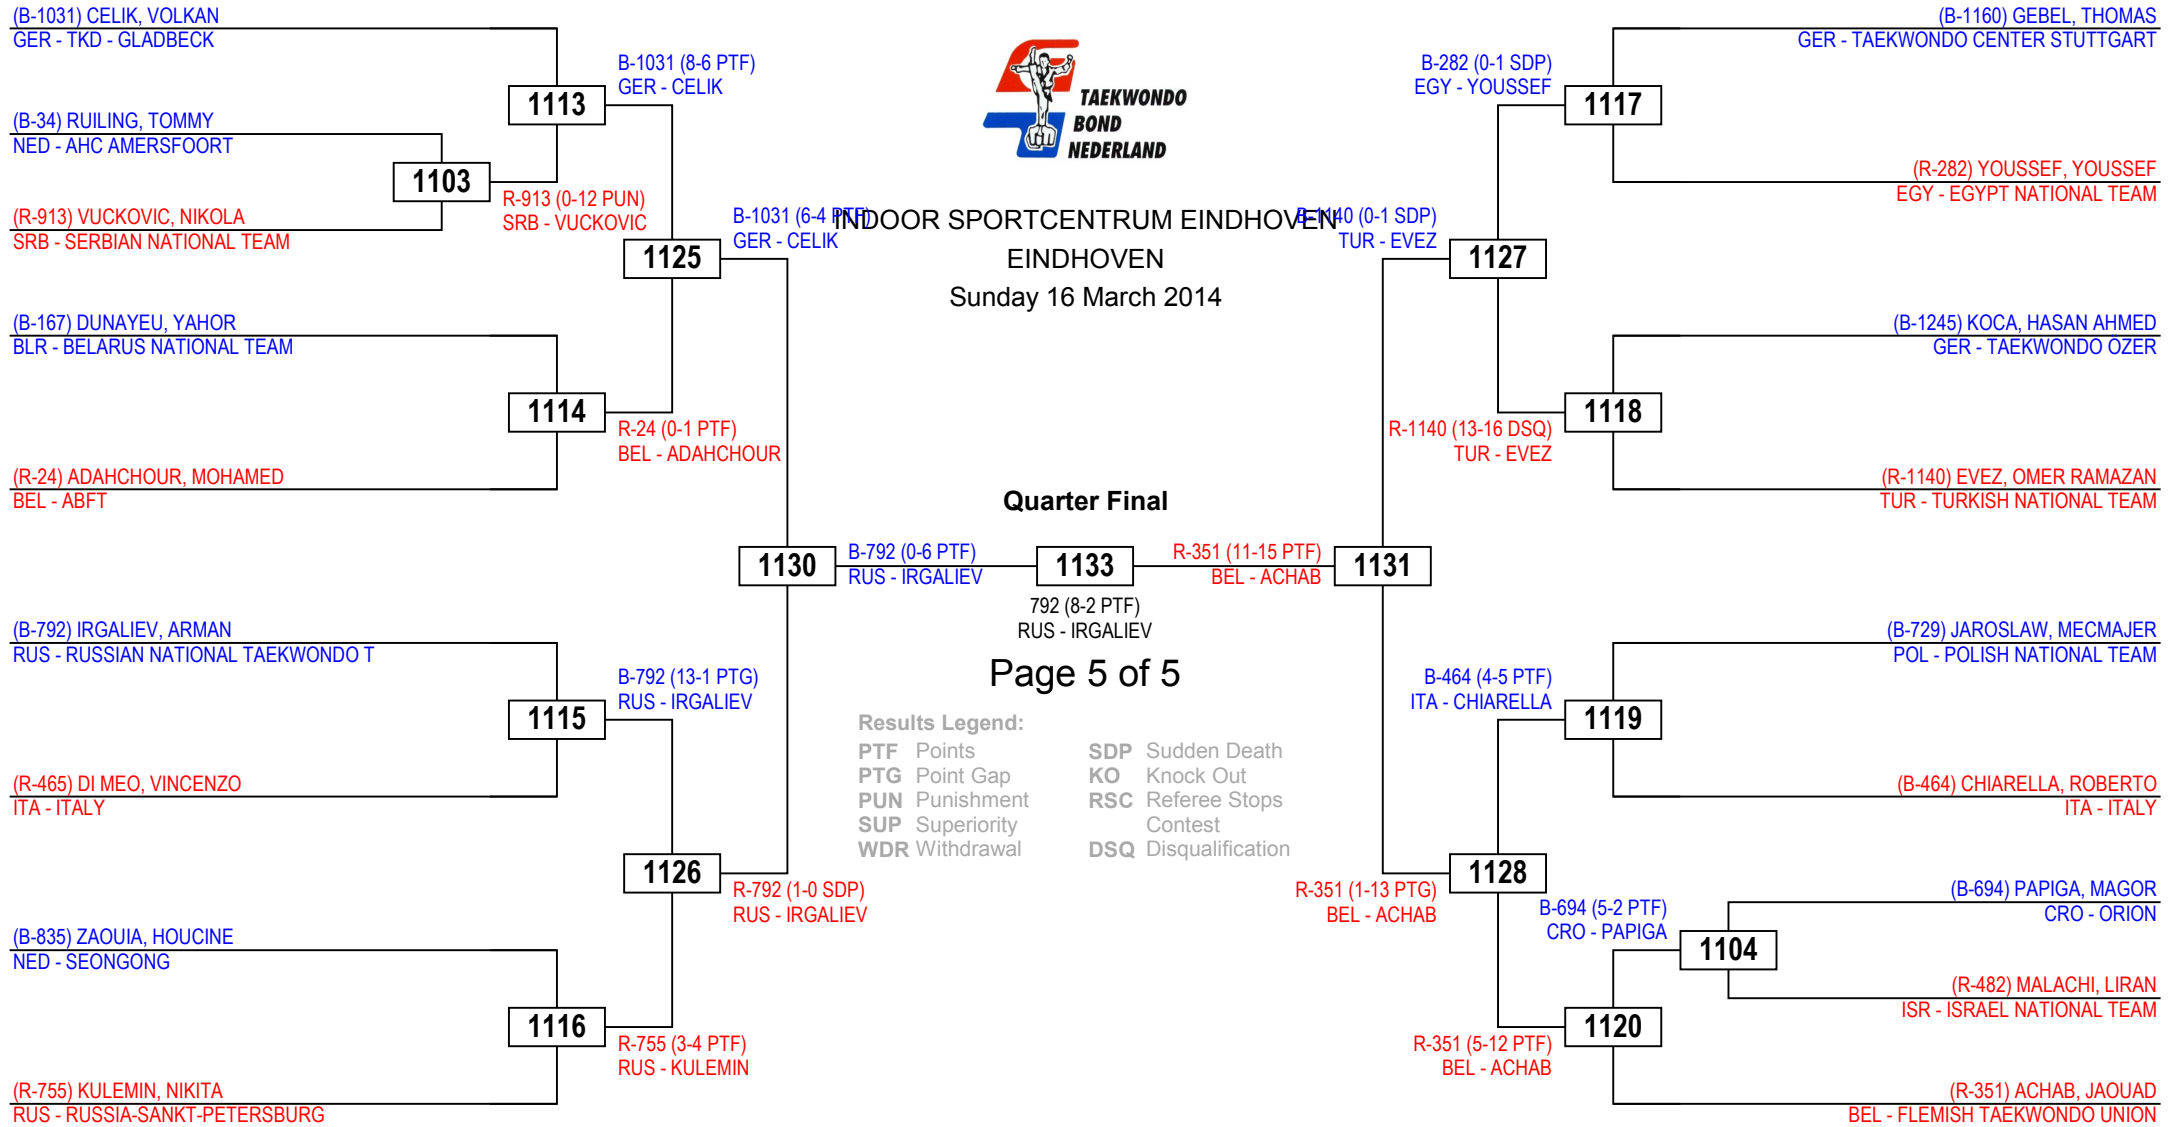 (B-1031) CELIK, VOLKAN
GER - TKD - GLADBECK
B-1031 (8-6 PTF)
GER - CELIK
1113
(B-34) RUILING, TOMMY
NED - AHC AMERSFOORT
1103
R-913 (0-12 PUN)
SRB - VUCKOVIC
(R-913) VUCKOVIC, NIKOLA
SRB - SERBIAN NATIONAL TEAM
B-1031 (6-4 PTF)
GER - CELIK
1125
(B-167) DUNAYEU, YAHOR
BLR - BELARUS NATIONAL TEAM
1114
R-24 (0-1 PTF)
BEL - ADAHCHOUR
(R-24) ADAHCHOUR, MOHAMED
BEL - ABFT
1130
B-792 (0-6 PTF)
RUS - IRGALIEV
(B-792) IRGALIEV, ARMAN
RUS - RUSSIAN NATIONAL TAEKWONDO T
B-792 (13-1 PTG)
RUS - IRGALIEV
1115
(R-465) DI MEO, VINCENZO
ITA - ITALY
1126
R-792 (1-0 SDP)
RUS - IRGALIEV
(B-835) ZAOUIA, HOUCINE
NED - SEONGONG
1116
R-755 (3-4 PTF)
RUS - KULEMIN
(R-755) KULEMIN, NIKITA
RUS - RUSSIA-SANKT-PETERSBURG
TAEKWONDO
BOND
NEDERLAND
INDOOR SPORTCENTRUM EINDHOVEN
EINDHOVEN
Sunday 16 March 2014
Quarter Final
1133
792 (8-2 PTF)
RUS - IRGALIEV
Page 5 of 5
Results Legend:
PTF Points
PTG Point Gap
PUN Punishment
SUP Superiority
WDR Withdrawal
SDP Sudden Death
KO Knock Out
RSC Referee Stops
Contest
DSQ Disqualification
(B-1160) GEBEL, THOMAS
GER - TAEKWONDO CENTER STUTTGART
B-282 (0-1 SDP)
EGY - YOUSSEF
1117
(R-282) YOUSSEF, YOUSSEF
EGY - EGYPT NATIONAL TEAM
B-1140 (0-1 SDP)
TUR - EVEZ
1127
(B-1245) KOCA, HASAN AHMED
GER - TAEKWONDO OZER
1118
R-1140 (13-16 DSQ)
TUR - EVEZ
(R-1140) EVEZ, OMER RAMAZAN
TUR - TURKISH NATIONAL TEAM
R-351 (11-15 PTF)
BEL - ACHAB
1131
(B-729) JAROSLAW, MECMAJER
POL - POLISH NATIONAL TEAM
B-464 (4-5 PTF)
ITA - CHIARELLA
1119
(B-464) CHIARELLA, ROBERTO
ITA - ITALY
1128
R-351 (1-13 PTG)
BEL - ACHAB
(B-694) PAPIGA, MAGOR
CRO - ORION
B-694 (5-2 PTF)
CRO - PAPIGA
1104
(R-482) MALACHI, LIRAN
ISR - ISRAEL NATIONAL TEAM
1120
R-351 (5-12 PTF)
BEL - ACHAB
(R-351) ACHAB, JAOUAD
BEL - FLEMISH TAEKWONDO UNION